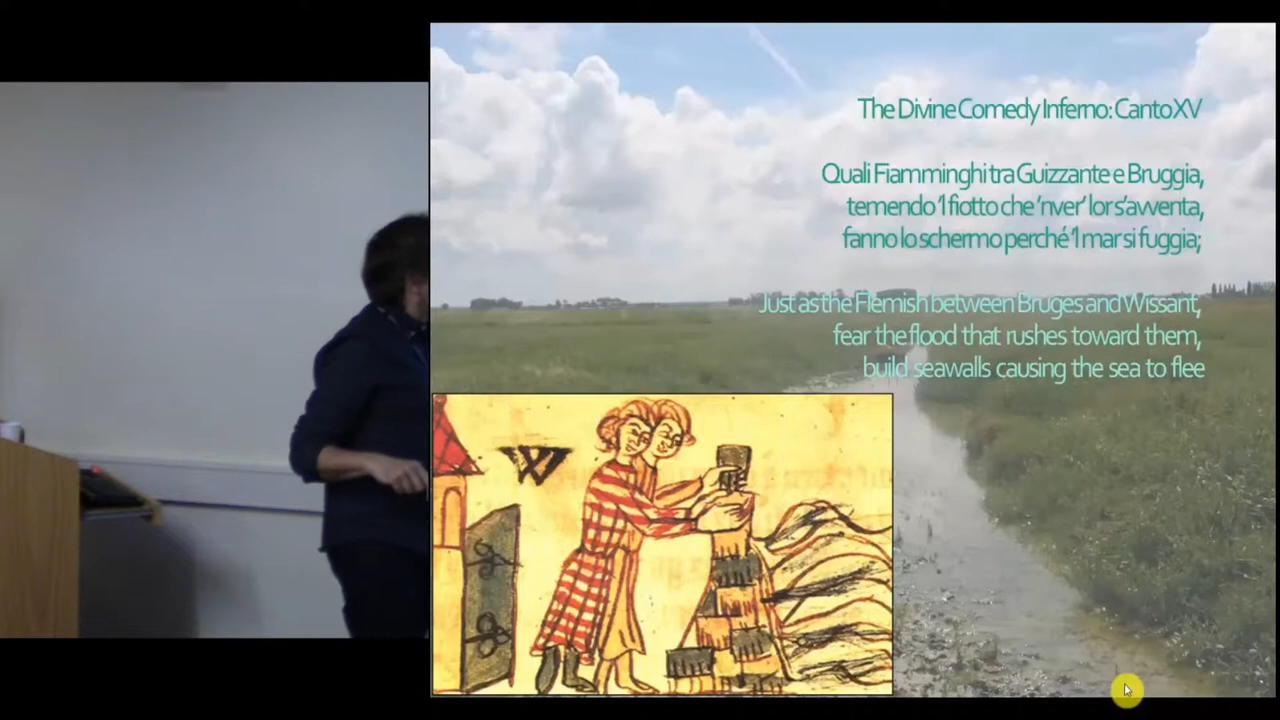 The Divine Comedy Inferno: Canto XV
Quali Fiamminghi tra Guizzante e Bruggia,
temendo 'l fiotto che 'nver' lor s'avventa,
fanno lo schermo perché 'l mar si fuggia;
Just as the Flemish between Bruges and Wissant,
fear the flood that rushes toward them,
build seawalls causing the sea to flee
W